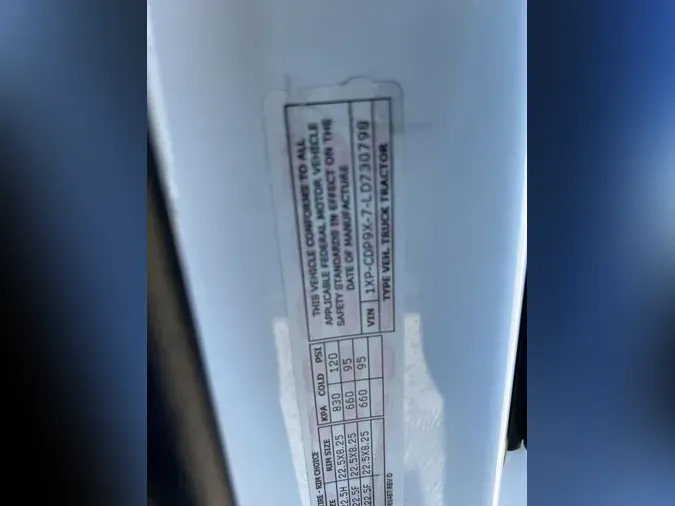 THIS VEHICLE CONFORMS TO ALL
APPLICABLE FEDERAL MOTOR VEHICLE
SAFETY STANDARDS IN EFFECT ON THE
DATE OF MANUFACTURE
VIN 1XP-CDP9X-7-LD730798
TYPE VEH. TRUCK TRACTOR
- RIM CHOICE
RIM SIZE KPA COLD PSI
22.5X8.25 830 120
22.5X8.25 660 95
22.5X8.25 660 95